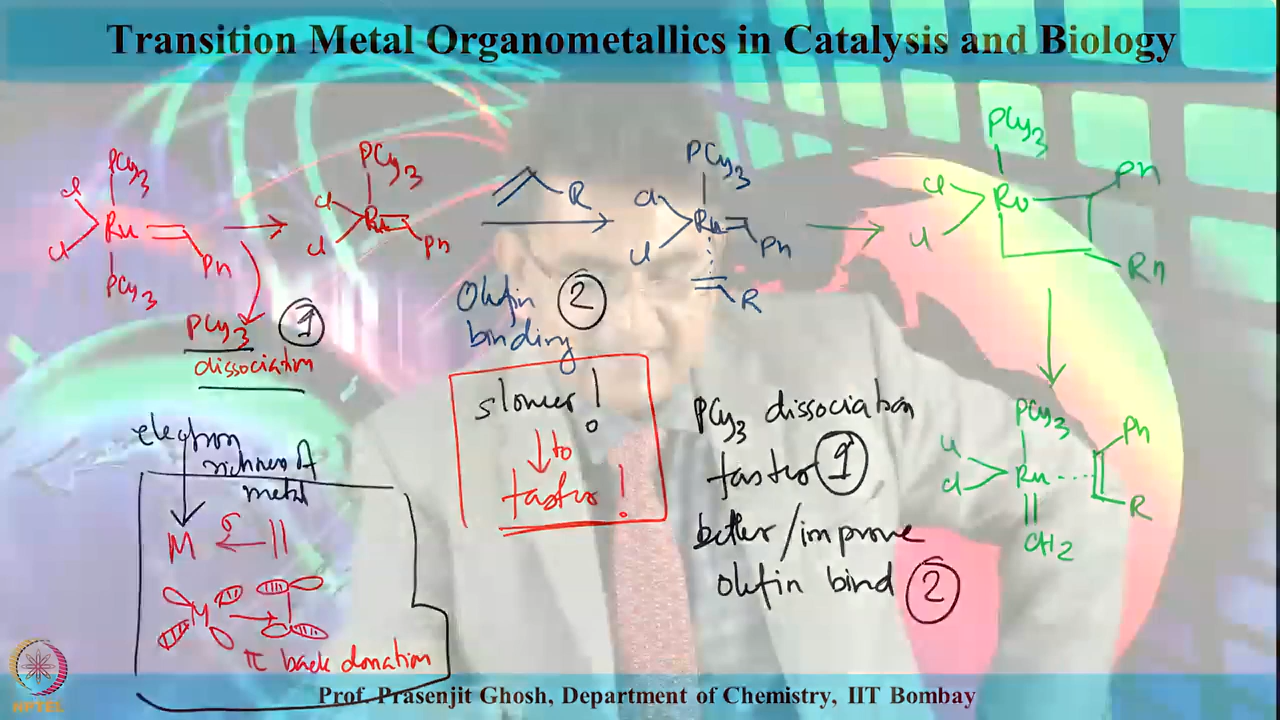 Transition Metal Organometallics in Catalysis and Biology
PCy3
Cl
Ru
Cl
Ph
PCy3
PCy3
dissociation
1
PCy3
Cl
Ru
Cl
Ph
R
Olefin
binding
2
PCy3
Cl
Ru
Cl
Ph
R
PCy3
Cl
Ru
Cl
Ph
Rn
PCy3
Cl
Cl
Ru
Ph
R
CH2
electron
richness of
metal
M
M
π back donation
slower!
to
faster!
PCy3 dissociation
faster 1
better/improve
olefin bind 2
NPTEL
Prof. Prasenjit Ghosh, Department of Chemistry, IIT Bombay